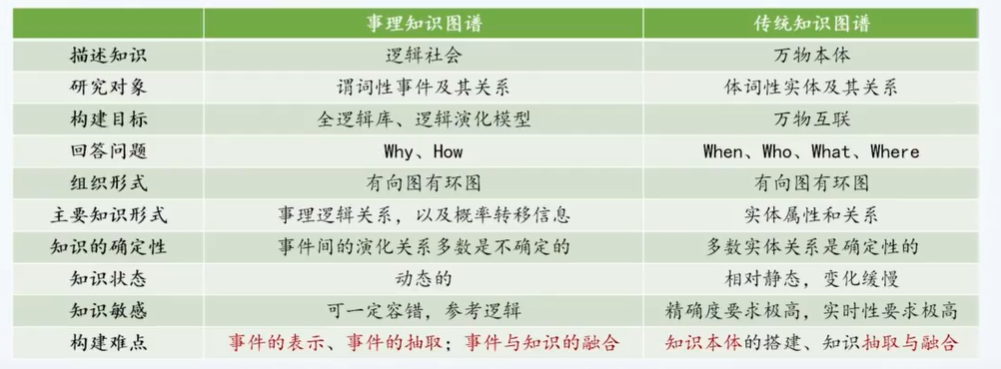 事理知识图谱 传统知识图谱
描述知识 逻辑社会 万物本体
研究对象 谓词性事件及其关系 体词性实体及其关系
构建目标 全逻辑库、逻辑演化模型 万物互联
回答问题 Why、How When、Who、What、Where
组织形式 有向图有环图 有向图有环图
主要知识形式 事理逻辑关系，以及概率转移信息 实体属性和关系
知识的确定性 事件间的演化关系多数是不确定的 多数实体关系是确定性的
知识状态 动态的 相对静态，变化缓慢
知识敏感 可一定容错，参考逻辑 精确度要求极高，实时性要求极高
构建难点 事件的表示、事件的抽取；事件与知识的融合 知识本体的搭建、知识抽取与融合